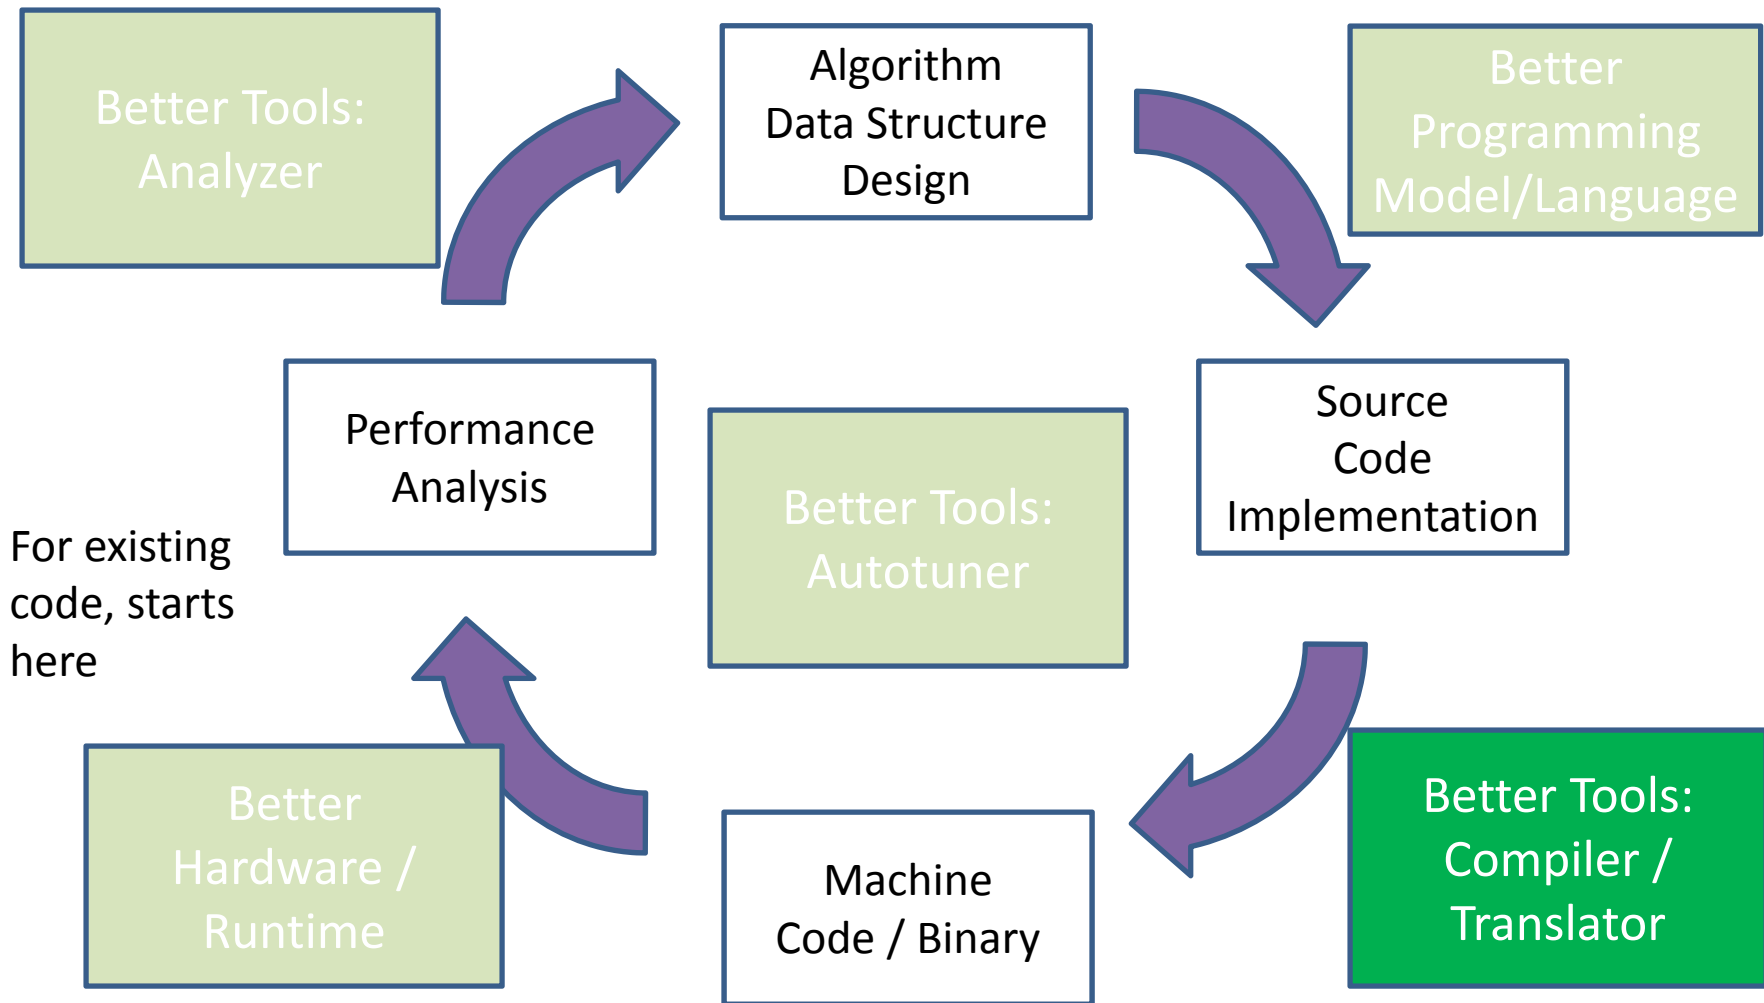 Better Tools:
Analyzer
Algorithm
Data Structure
Design
Better
Programming
Model/Language
Performance
Analysis
Better Tools:
Autotuner
Source
Code
Implementation
For existing
code, starts
here
Better
Hardware /
Runtime
Machine
Code / Binary
Better Tools:
Compiler /
Translator